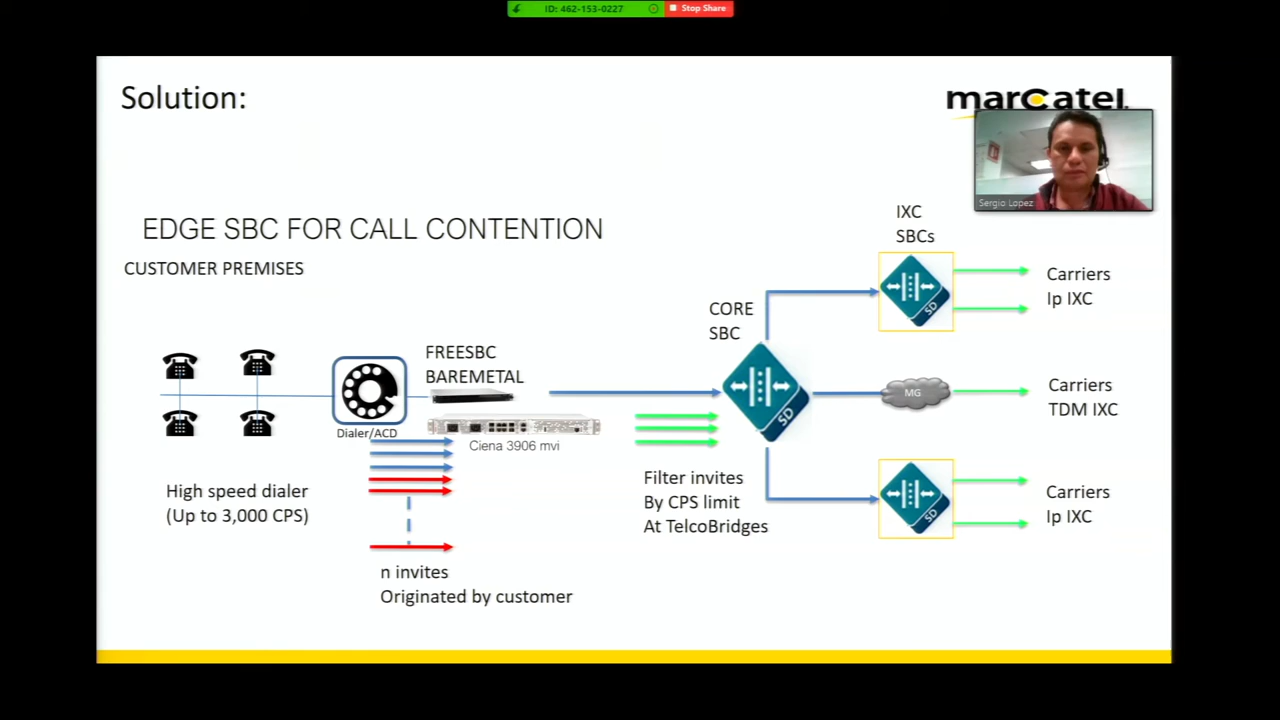 ID: 462-153-0227
Stop Share
Solution:
marcatel
Sergio Lopez
EDGE SBC FOR CALL CONTENTION
CUSTOMER PREMISES
IXC
SBCs
SD
Carriers
Ip IXC
CORE
SBC
FREESBC
BAREMETAL
SD
MG
Carriers
TDM IXC
Dialer/ACD
Ciena 3906 mvi
High speed dialer
(Up to 3,000 CPS)
Filter invites
By CPS limit
At TelcoBridges
SD
Carriers
Ip IXC
n invites
Originated by customer